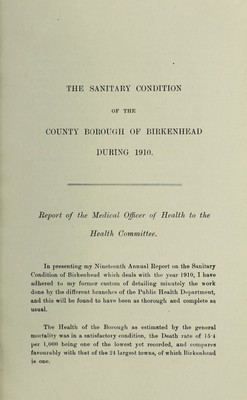 THE SANITARY CONDITION
OF THE
COUNTY BOROUGH OF BIRKENHEAD
DURING 1910.
Report of the Medical Officer of Health to the
Health Committee.
In presenting my Nineteenth Annual Report on the Sanitary
Condition of Birkenhead which deals with the year 1910, I have
adhered to my former custom of detailing minutely the work
done by the different branches of the Public Health Department,
and this will be found to have been as thorough and complete as
usual.
The Health of the Borough as estimated by the general
mortality was in a satisfactory condition, the Death rate of 15·4
per 1,000 being one of the lowest yet recorded, and compares
favourably with that of the 24 largest towns, of which Birkenhead
is one.